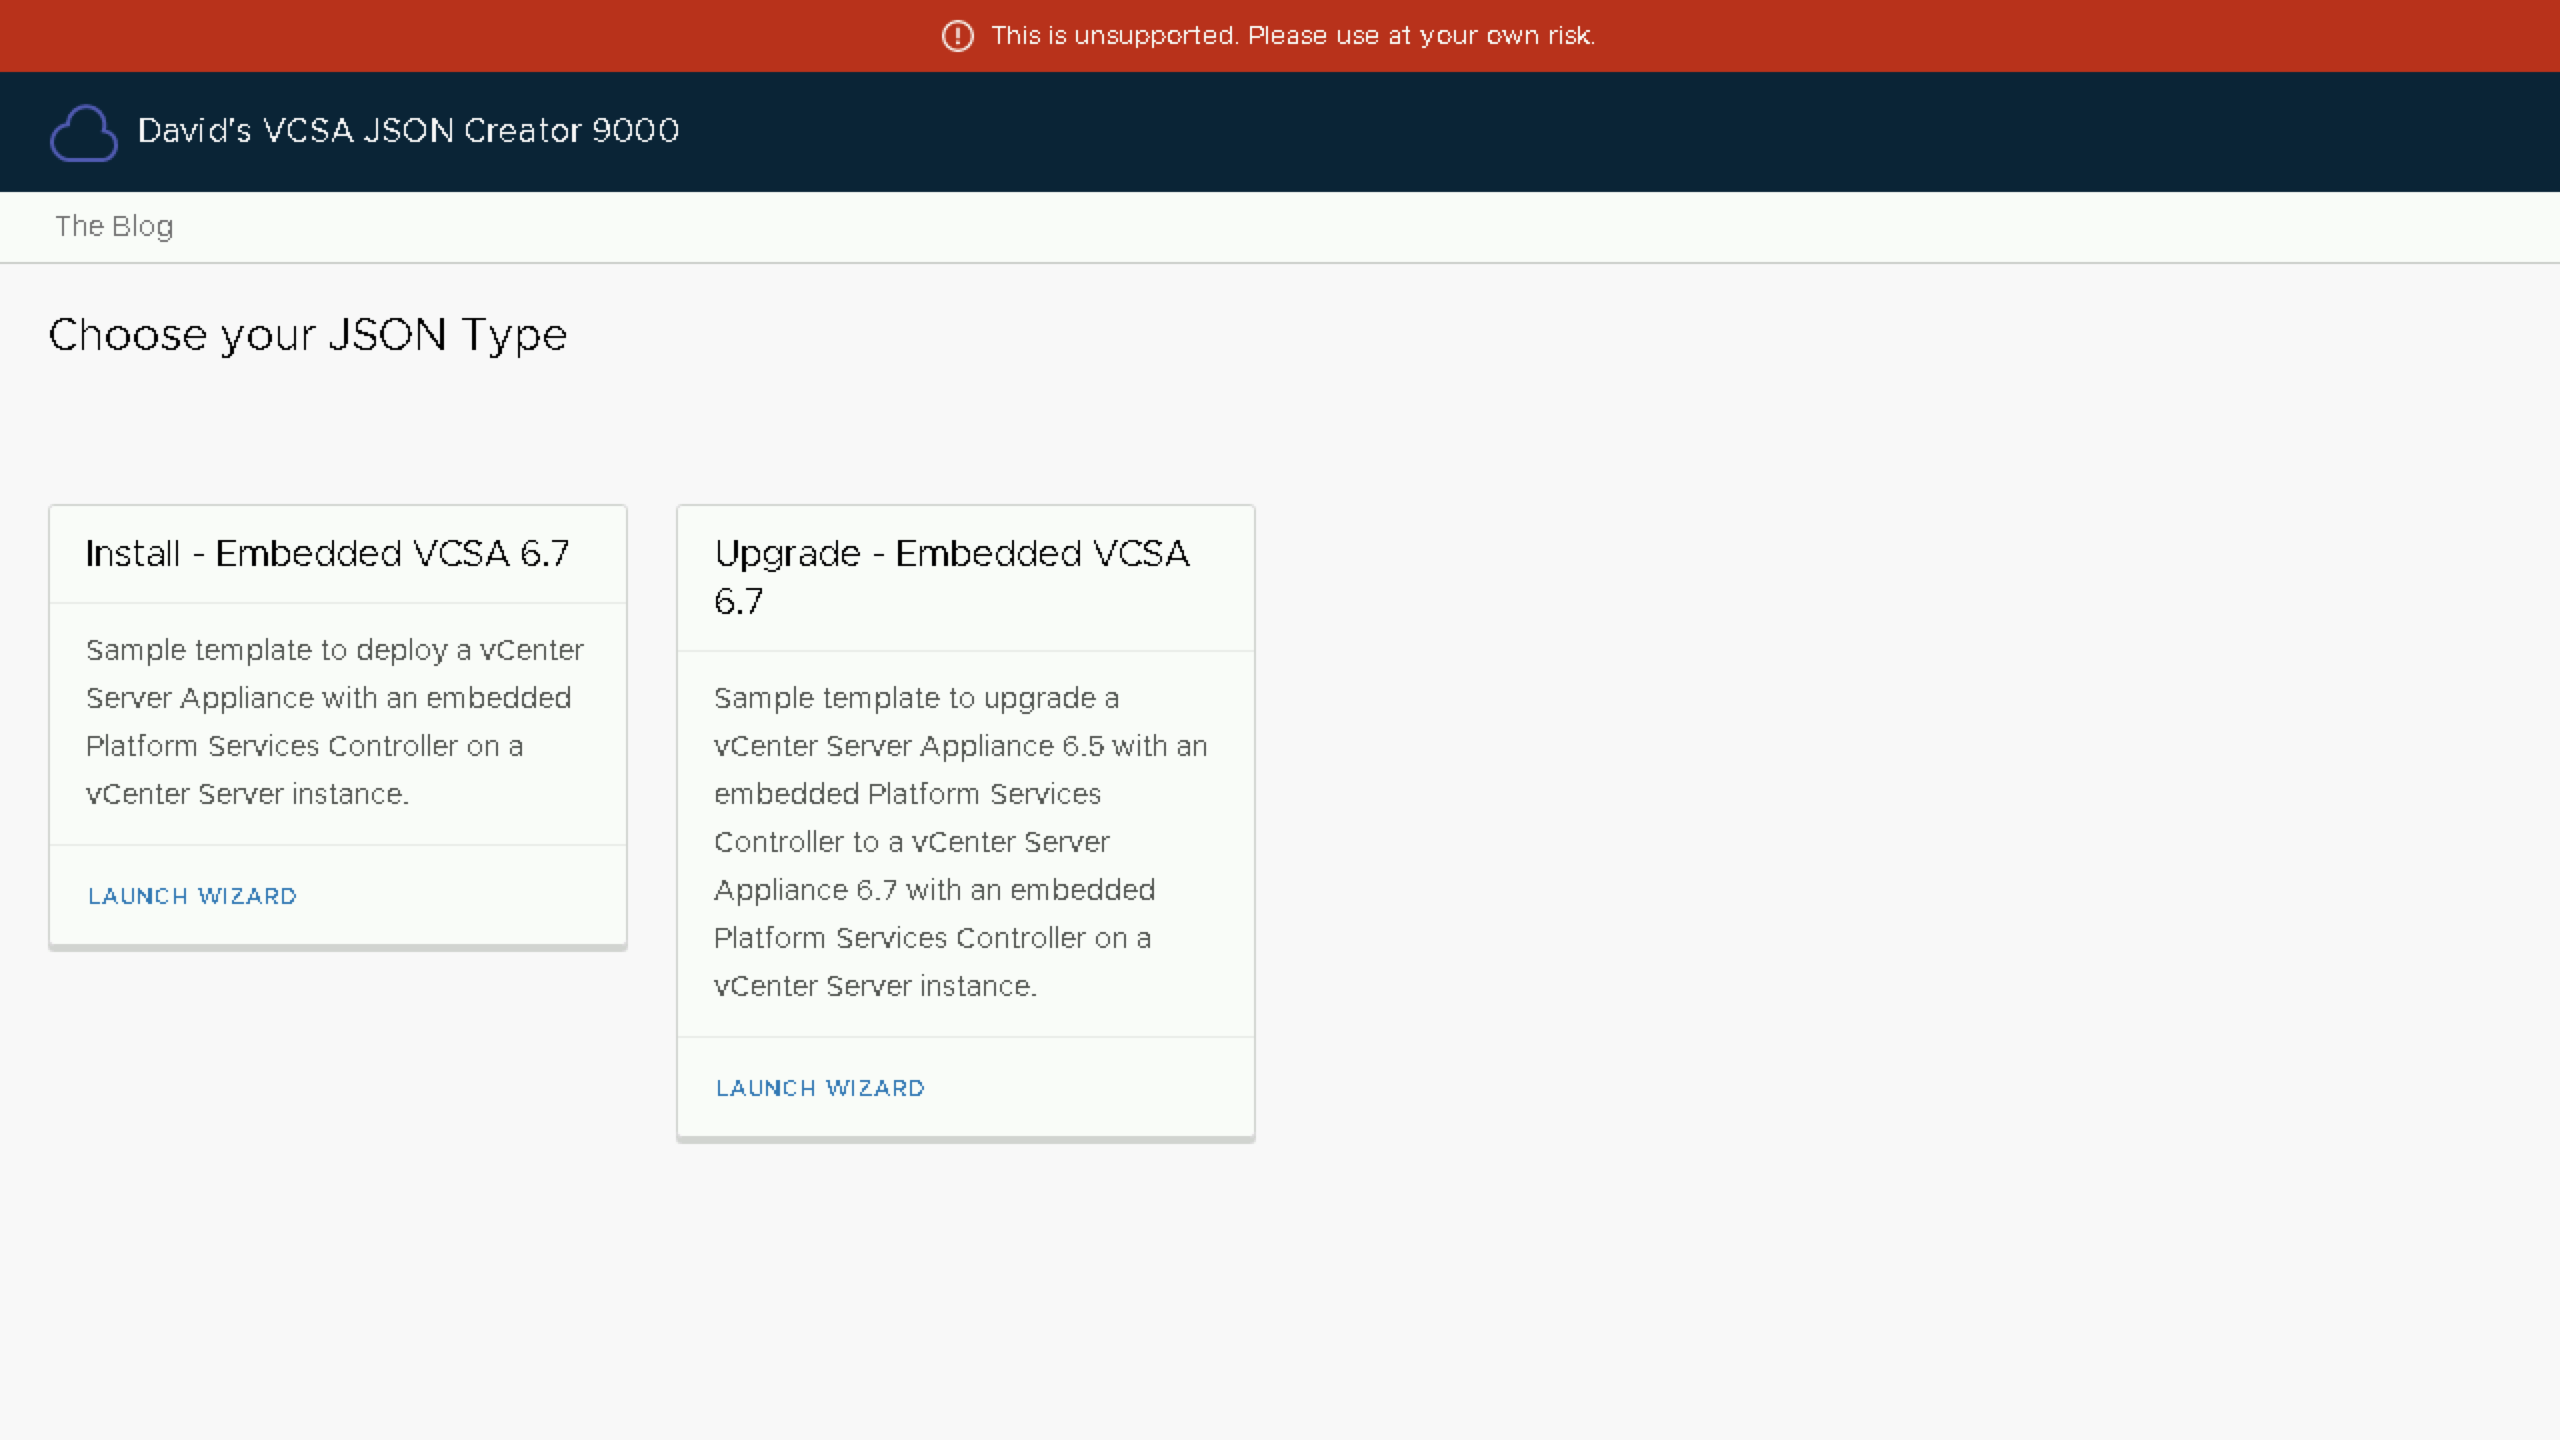 This is unsupported. Please use at your own risk.
David's VCSA JSON Creator 9000
The Blog
Choose your JSON Type
Install - Embedded VCSA 6.7
Sample template to deploy a vCenter
Server Appliance with an embedded
Platform Services Controller on a
vCenter Server instance.
LAUNCH WIZARD
Upgrade - Embedded VCSA
6.7
Sample template to upgrade a
vCenter Server Appliance 6.5 with an
embedded Platform Services
Controller to a vCenter Server
Appliance 6.7 with an embedded
Platform Services Controller on a
vCenter Server instance.
LAUNCH WIZARD